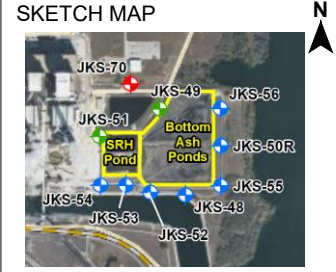 SKETCH MAP
N
JKS-70
JKS-49
JKS-56
JKS-51
Bottom
Ash
Ponds
SRH
Pond
JKS-50R
JKS-54
JKS-55
JKS-53
JKS-48
JKS-52